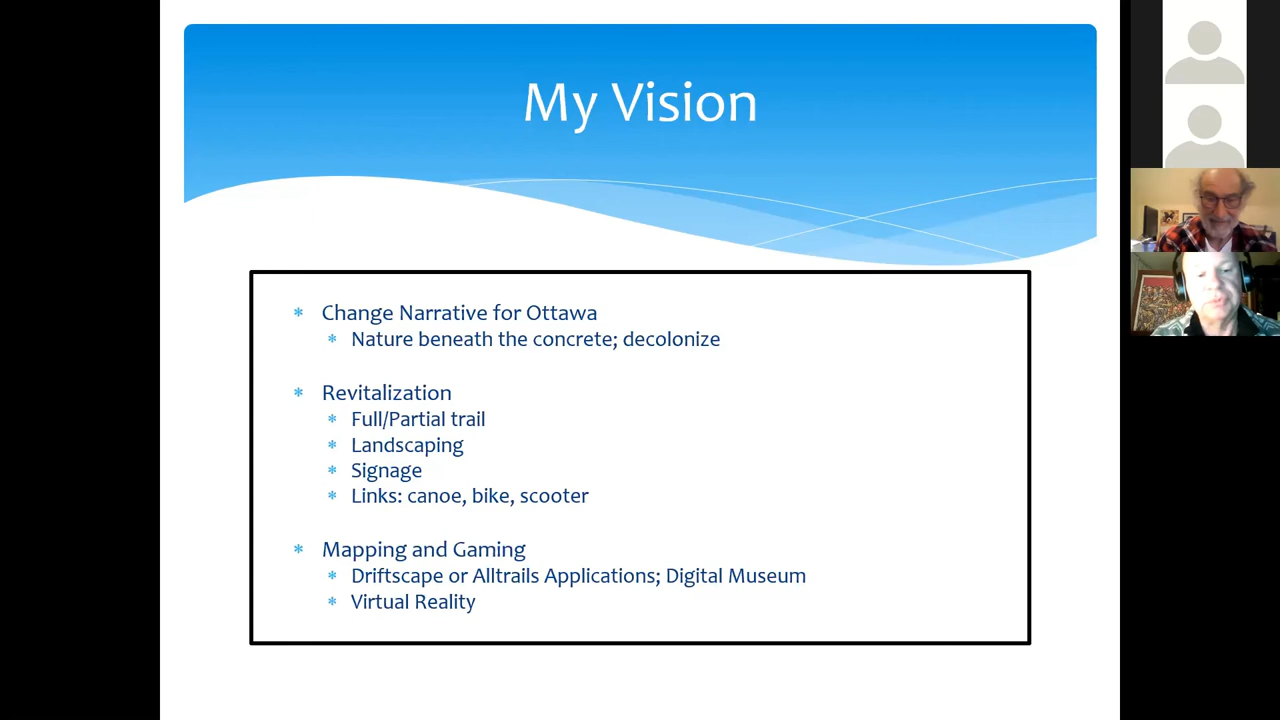 My Vision
* Change Narrative for Ottawa
* Nature beneath the concrete; decolonize
* Revitalization
* Full/Partial trail
* Landscaping
* Signage
* Links: canoe, bike, scooter
* Mapping and Gaming
* Driftscape or Alltrails Applications; Digital Museum
* Virtual Reality